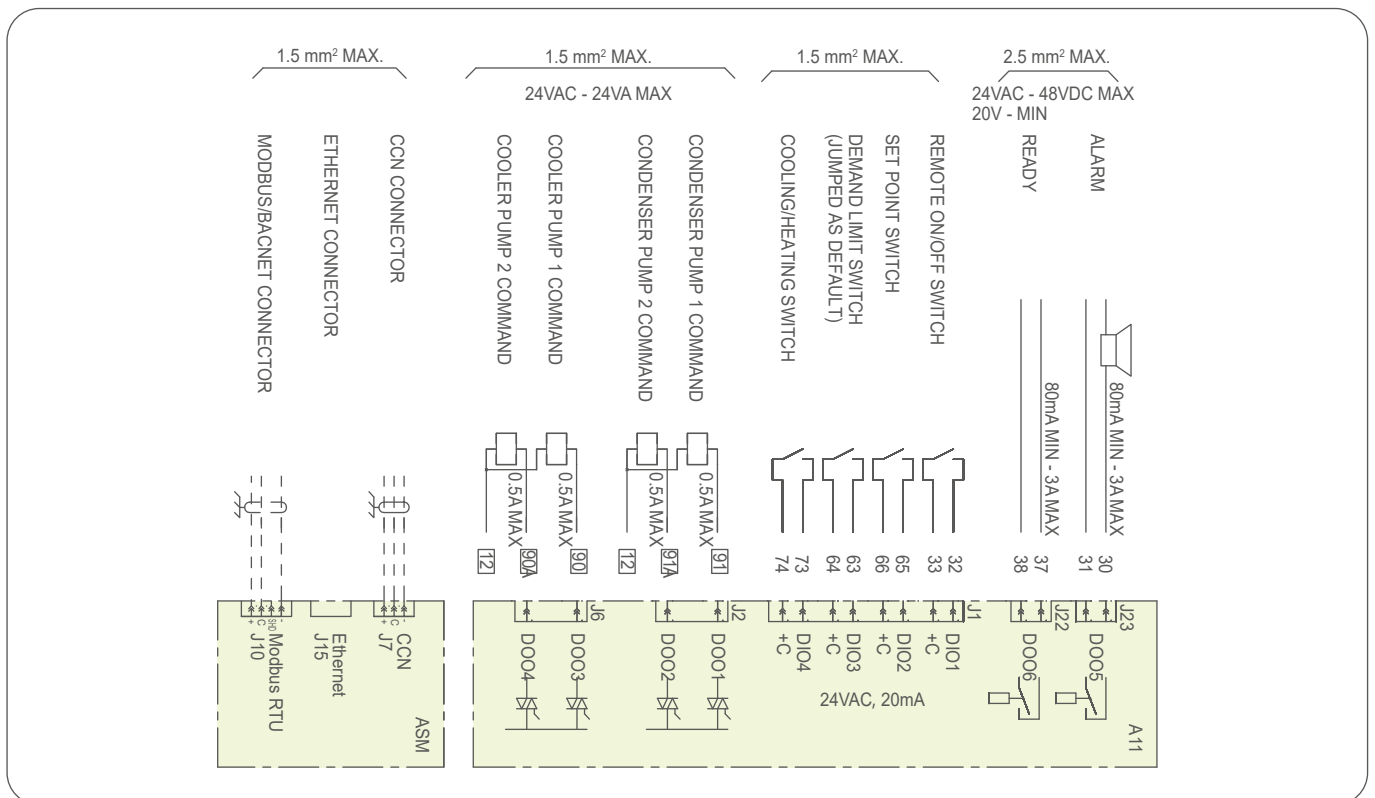 1.5 mm² MAX.
1.5 mm² MAX.
1.5 mm² MAX.
2.5 mm² MAX.
24VAC - 24VA MAX
24VAC - 48VDC MAX
20V - MIN
MODBUS/BACNET CONNECTOR
ETHERNET CONNECTOR
CCN CONNECTOR
COOLER PUMP 2 COMMAND
COOLER PUMP 1 COMMAND
CONDENSER PUMP 2 COMMAND
CONDENSER PUMP 1 COMMAND
COOLING/HEATING SWITCH
DEMAND LIMIT SWITCH
(JUMPED AS DEFAULT)
SET POINT SWITCH
REMOTE ON/OFF SWITCH
READY
ALARM
80mA MIN - 3A MAX
80mA MIN - 3A MAX
0.5A MAX
0.5A MAX
0.5A MAX
0.5A MAX
12
90A
90
12
91A
91
74
73
64
63
66
65
33
32
38
37
31
30
+
C
SHD
-
J10
Modbus RTU
J15
Ethernet
+
C
-
J7
CCN
ASM
J6
DOO4
DOO3
J2
DOO2
DOO1
J1
+C
DIO4
+C
DIO3
+C
DIO2
+C
DIO1
24VAC, 20mA
J22
DOO6
J23
DOO5
A11